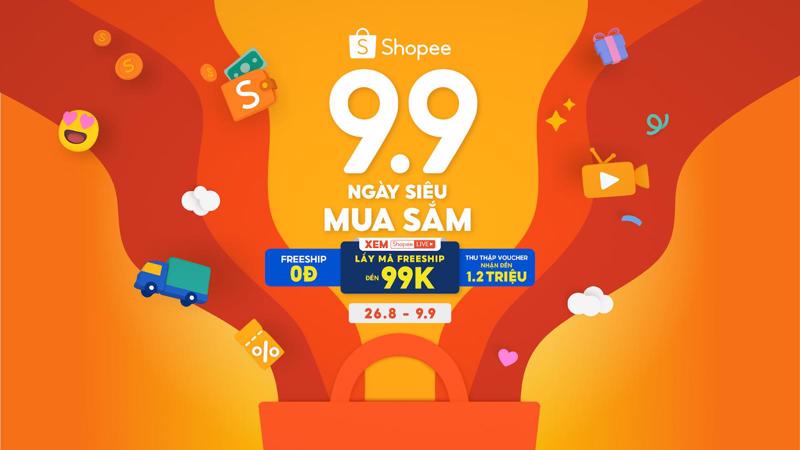 Shopee
9.9
NGÀY SIÊU
MUA SẮM
XEM Shopee LIVE
FREESHIP
0Đ
LẤY MÃ FREESHIP
ĐẾN 99K
THU THẬP VOUCHER
NHẬN ĐẾN
1.2 TRIỆU
26.8 - 9.9
S
%